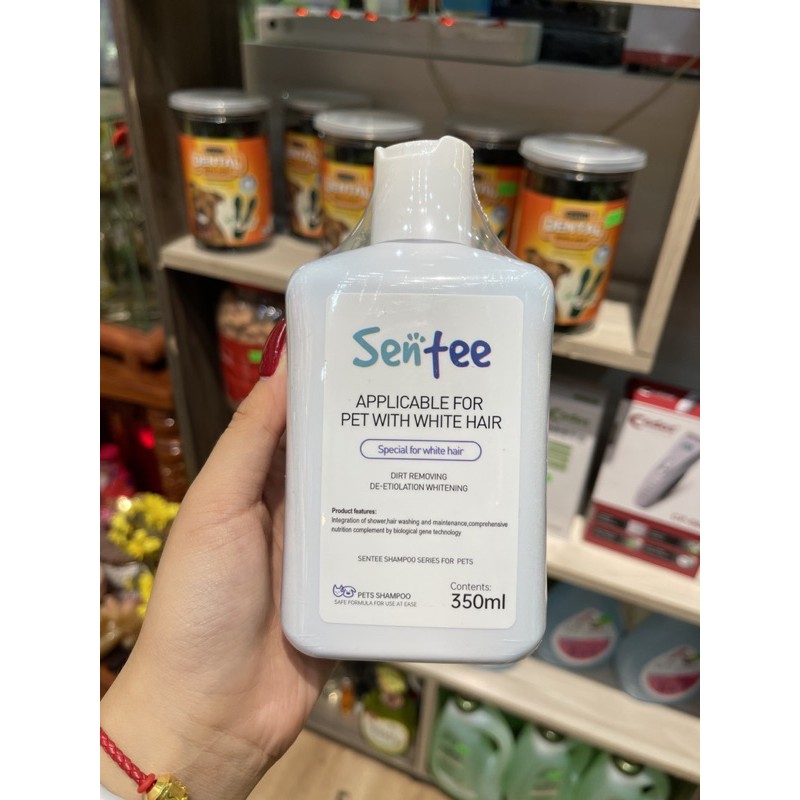 DENTAL
DENTAL
Sentee
APPLICABLE FOR
PET WITH WHITE HAIR
Special for white hair
DIRT REMOVING
DE-ETIOLATION WHITENING
Product features:
Integration of shower,hair washing and maintenance,comprehensive
nutrition complement by biological gene technology
SENTEE SHAMPOO SERIES FOR PETS
PETS SHAMPOO
SAFE FORMULA FOR USE AT EASE
Contents:
350ml